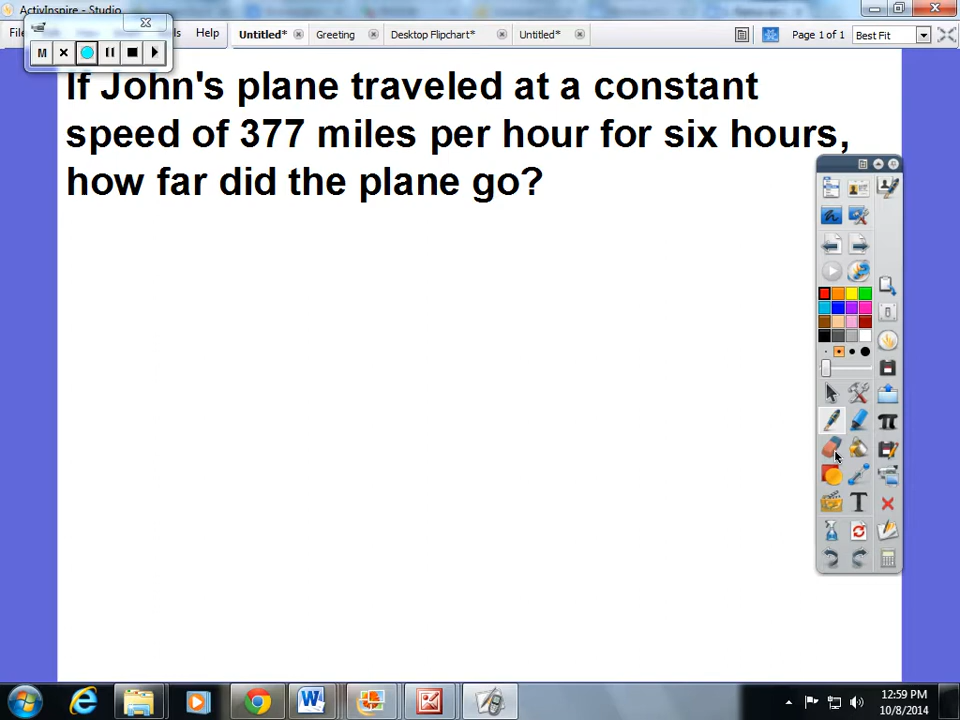 ActivInspire - Studio
Help
Untitled*
Greeting
Desktop Flipchart*
Untitled*
Page 1 of 1
Best Fit
If John's plane traveled at a constant
speed of 377 miles per hour for six hours,
how far did the plane go?
12:59 PM
10/8/2014